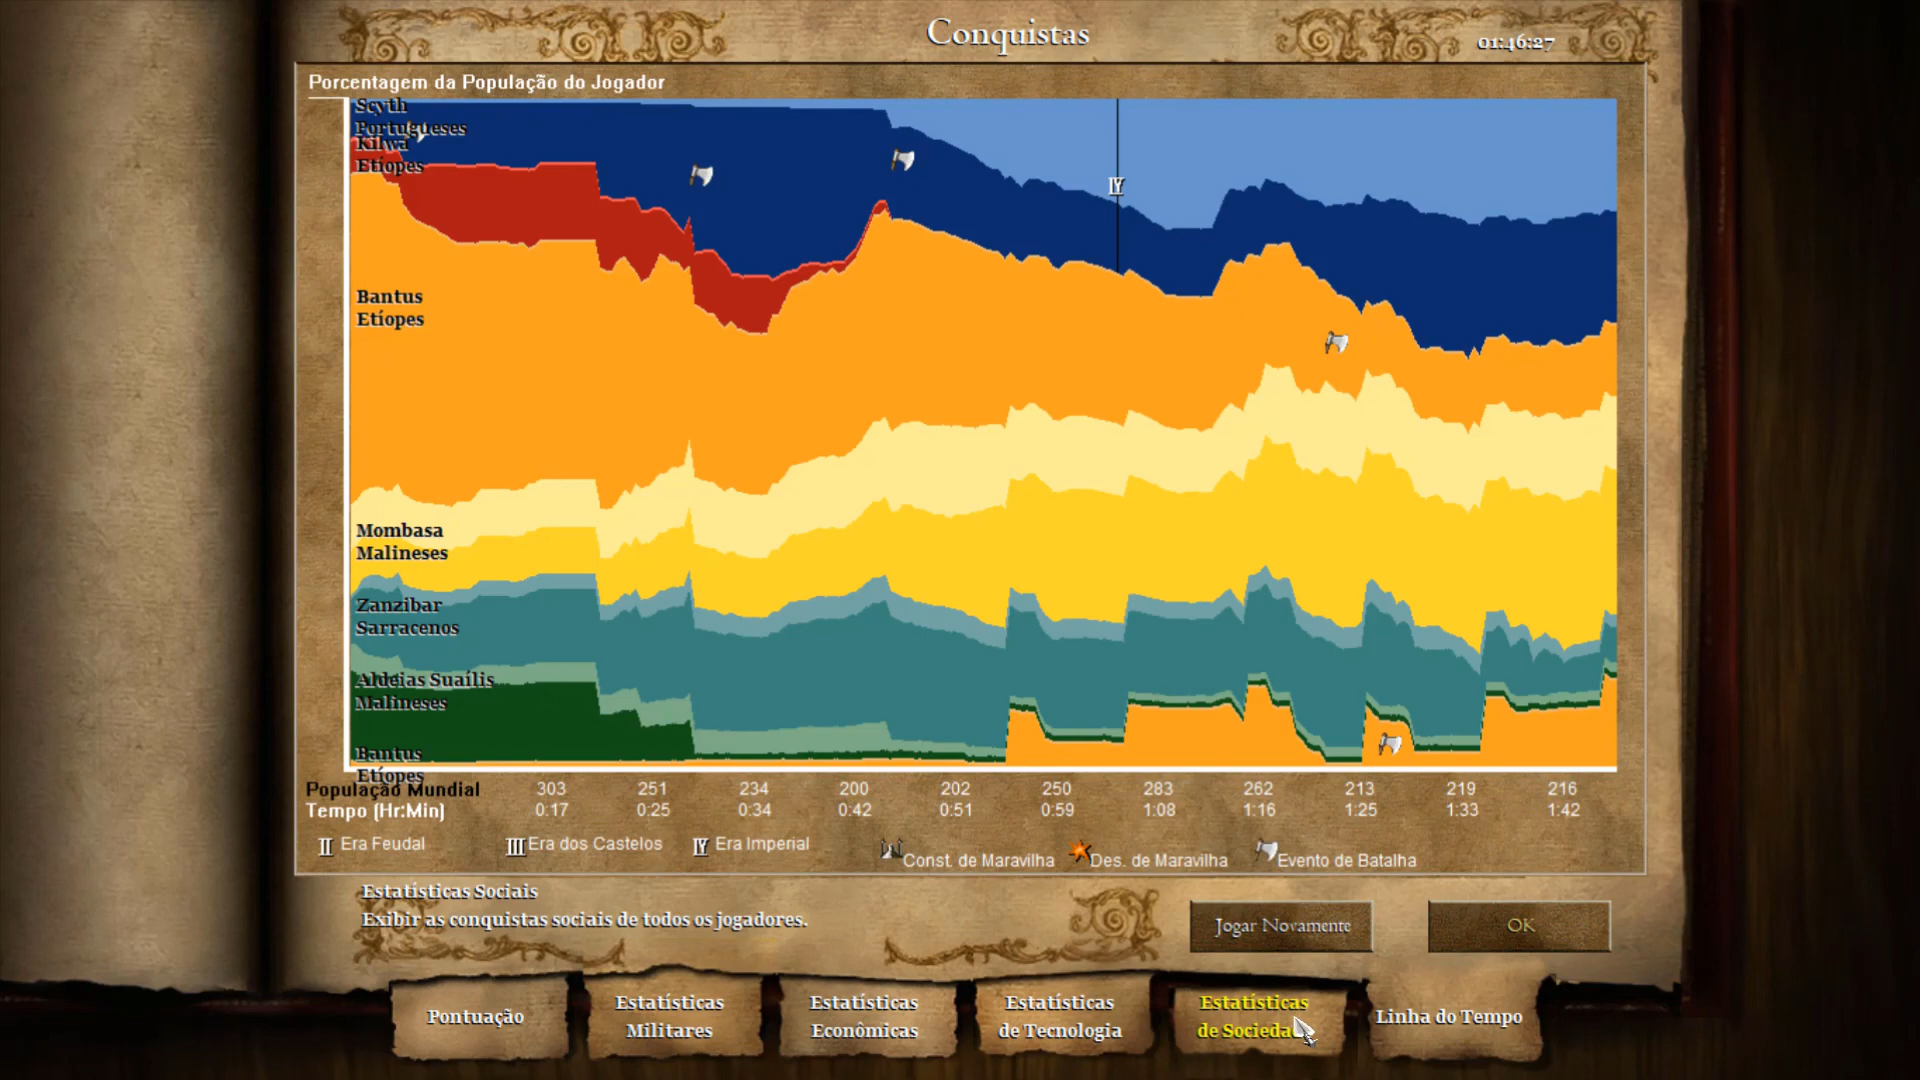 Conquistas
01:46:27
Porcentagem da População do Jogador
Scyth
Portugueses
Kilwa
Etíopes
Bantus
Etíopes
Mombasa
Malineses
Zanzibar
Sarracenos
Aldeias Suaílis
Malineses
Bantus
Etíopes
População Mundial 303 251 234 200 202 250 283 262 213 219 216
Tempo (Hr:Min) 0:17 0:25 0:34 0:42 0:51 0:59 1:08 1:16 1:25 1:33 1:42
II Era Feudal III Era dos Castelos IV Era Imperial Const. de Maravilha Des. de Maravilha Evento de Batalha
Estatísticas Sociais
Exibir as conquistas sociais de todos os jogadores.
Jogar Novamente OK
Pontuação
Estatísticas
Militares
Estatísticas
Econômicas
Estatísticas
de Tecnologia
Estatísticas
de Sociedade
Linha do Tempo